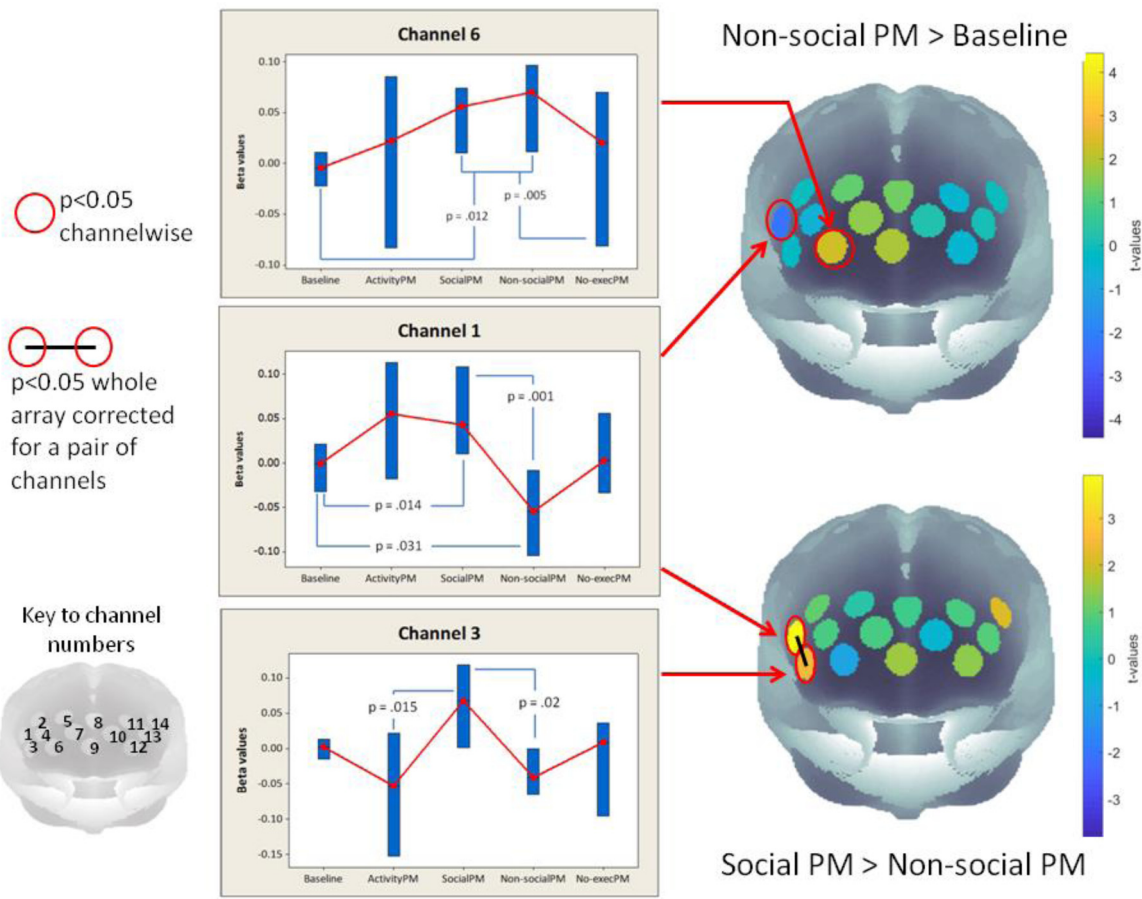 Channel 6
0.10
0.05
0.00
-0.05
-0.10
Beta values
p = .012
p = .005
Baseline ActivityPM SocialPM Non-socialPM No-execPM
Channel 1
0.10
0.05
0.00
-0.05
-0.10
Beta values
p = .001
p = .014
p = .031
Baseline ActivityPM SocialPM Non-socialPM No-execPM
Channel 3
0.10
0.05
0.00
-0.05
-0.10
-0.15
Beta values
p = .015
p = .02
Baseline ActivityPM SocialPM Non-socialPM No-execPM
p<0.05
channelwise
p<0.05 whole
array corrected
for a pair of
channels
Key to channel
numbers
1 2 3 4 5 6 7 8 9 10 11 12 13 14
Non-social PM > Baseline
4
3
2
1
0
-1
-2
-3
-4
t-values
3
2
1
0
-1
-2
-3
t-values
Social PM > Non-social PM